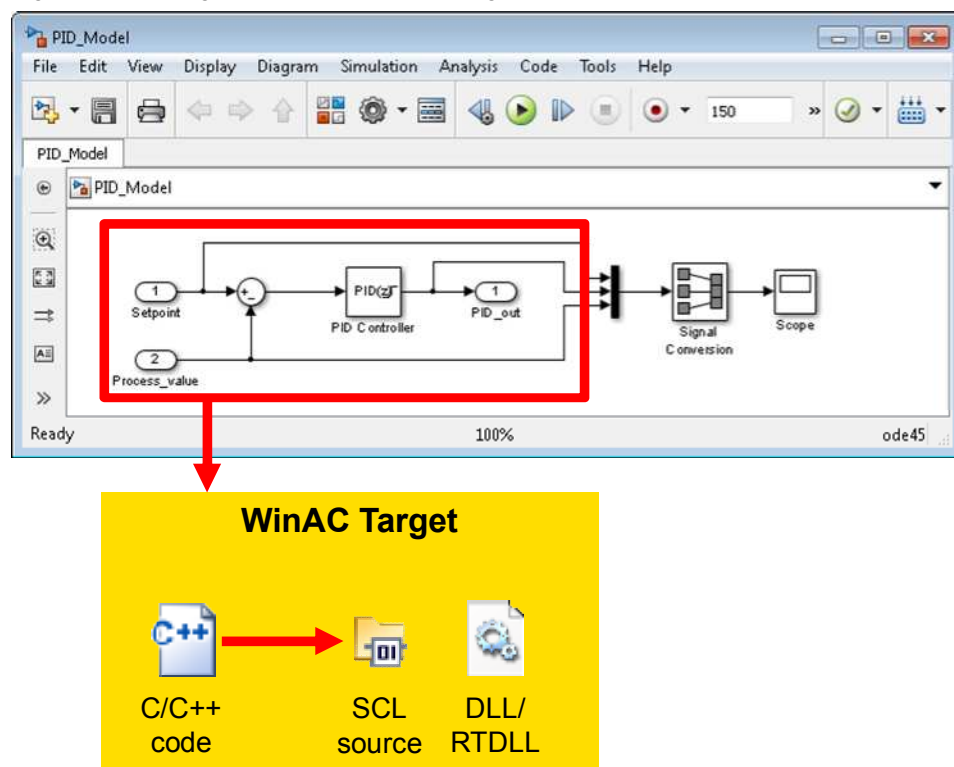 PID_Model
File Edit View Display Diagram Simulation Analysis Code Tools Help
150
PID_Model
PID_Model
1
Setpoint
+
-
PID(z)
PID Controller
1
PID_out
2
Process_value
Signal
Conversion
Scope
Ready 100% ode45
WinAC Target
C++
C/C++
code
SCL
source
DLL/
RTDLL